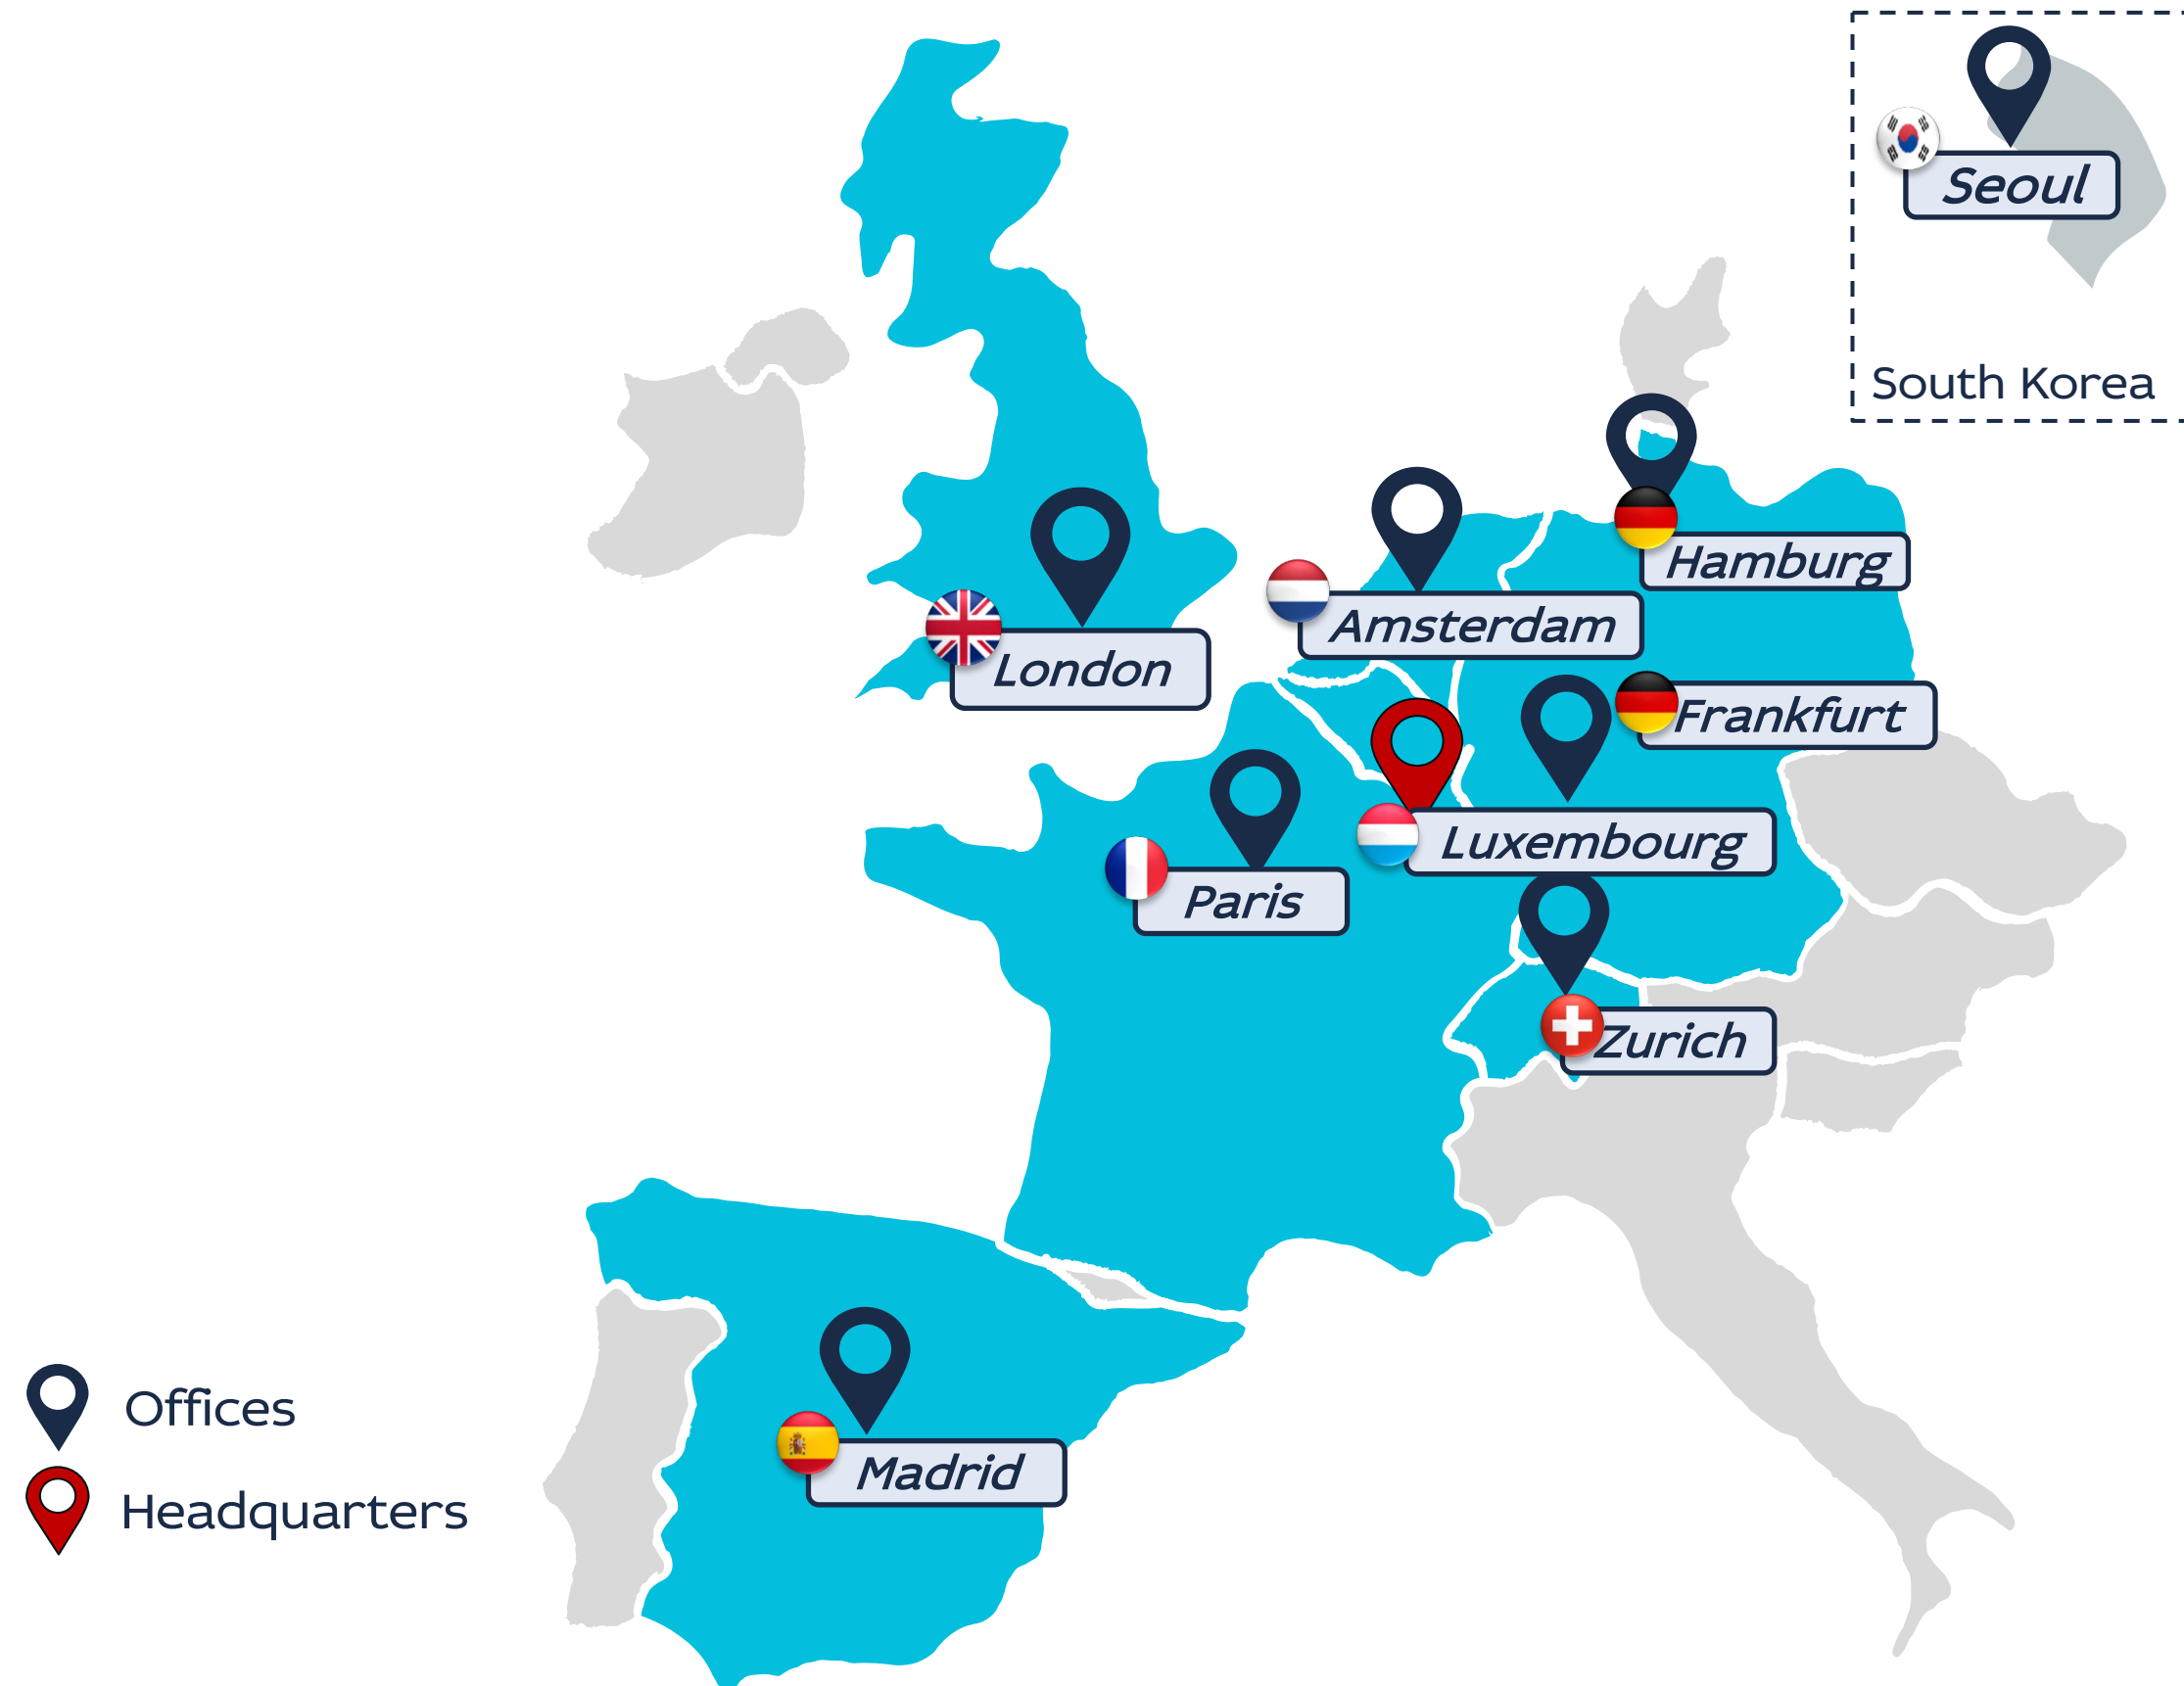 Seoul
South Korea
Hamburg
Amsterdam
London
Frankfurt
Luxembourg
Paris
Zurich
Madrid
Offices
Headquarters